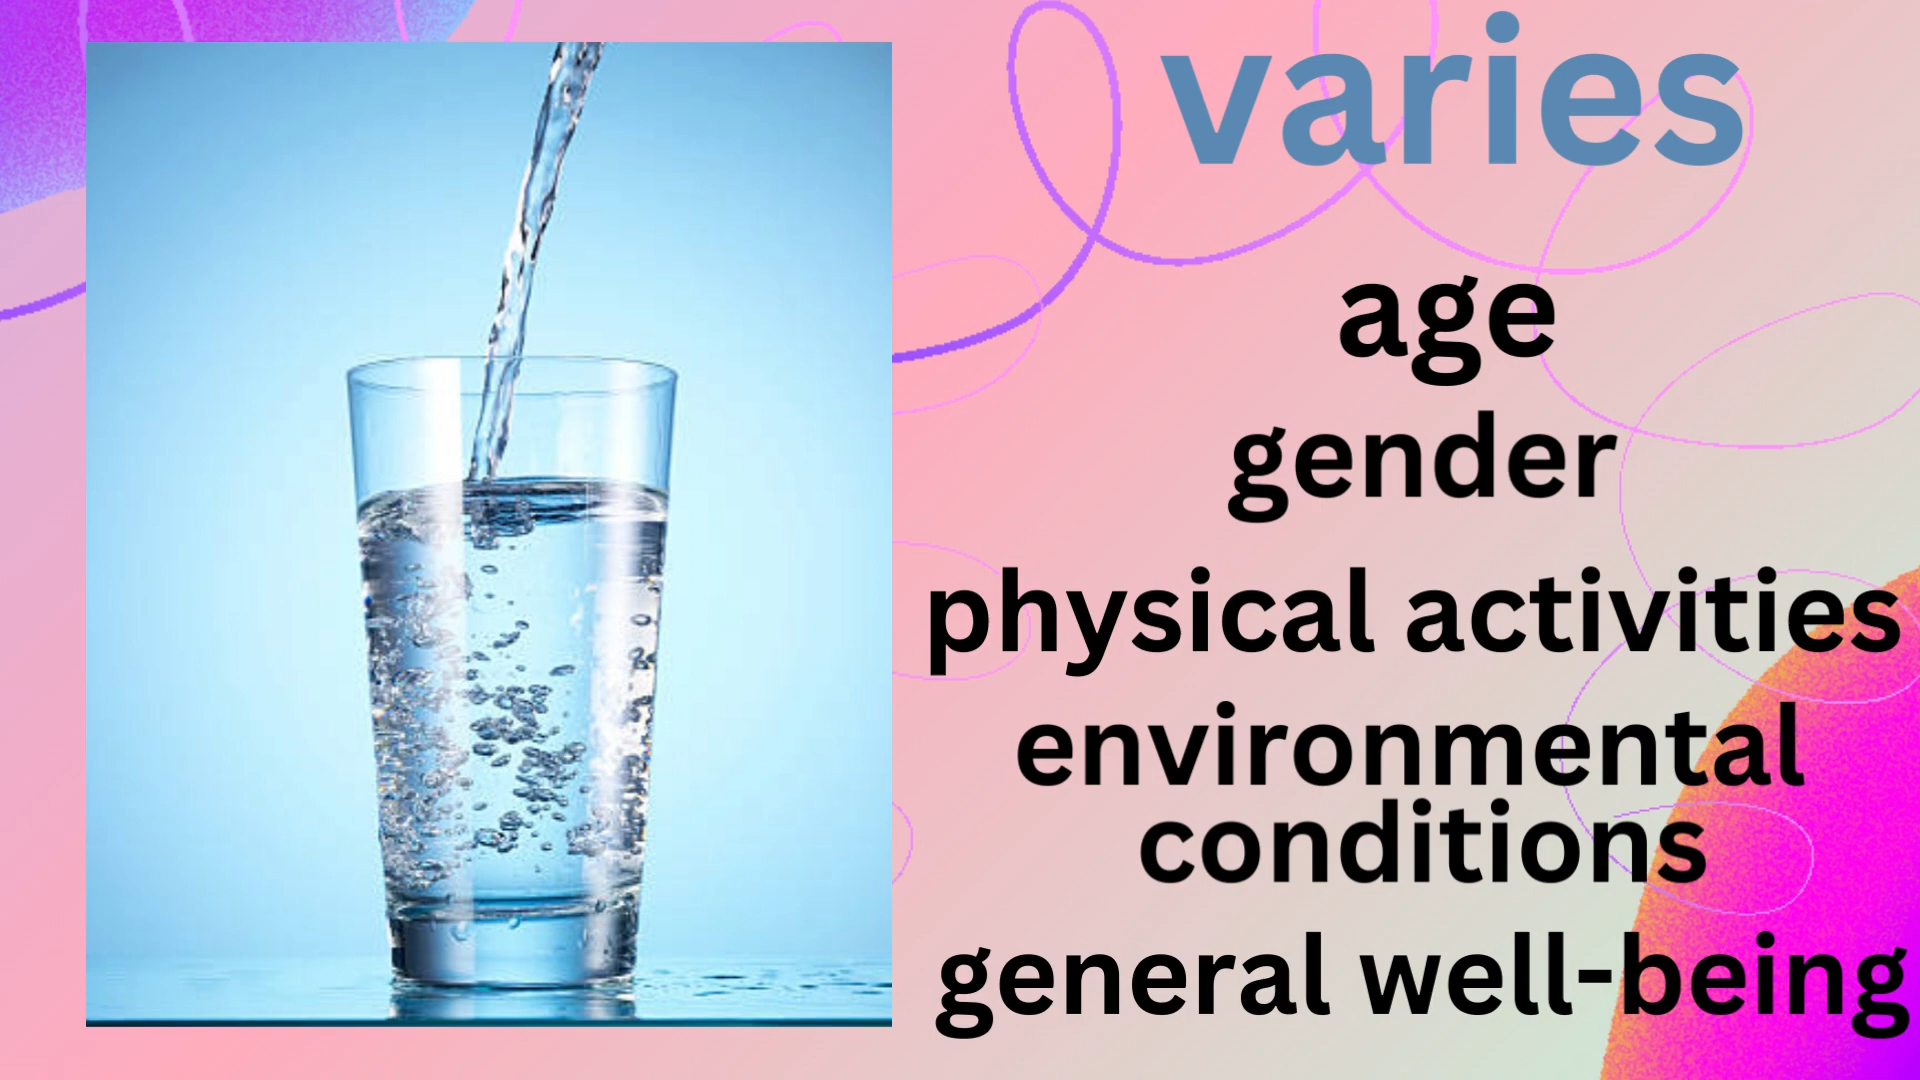 varies
age
gender
physical activities
environmental
conditions
general well-being